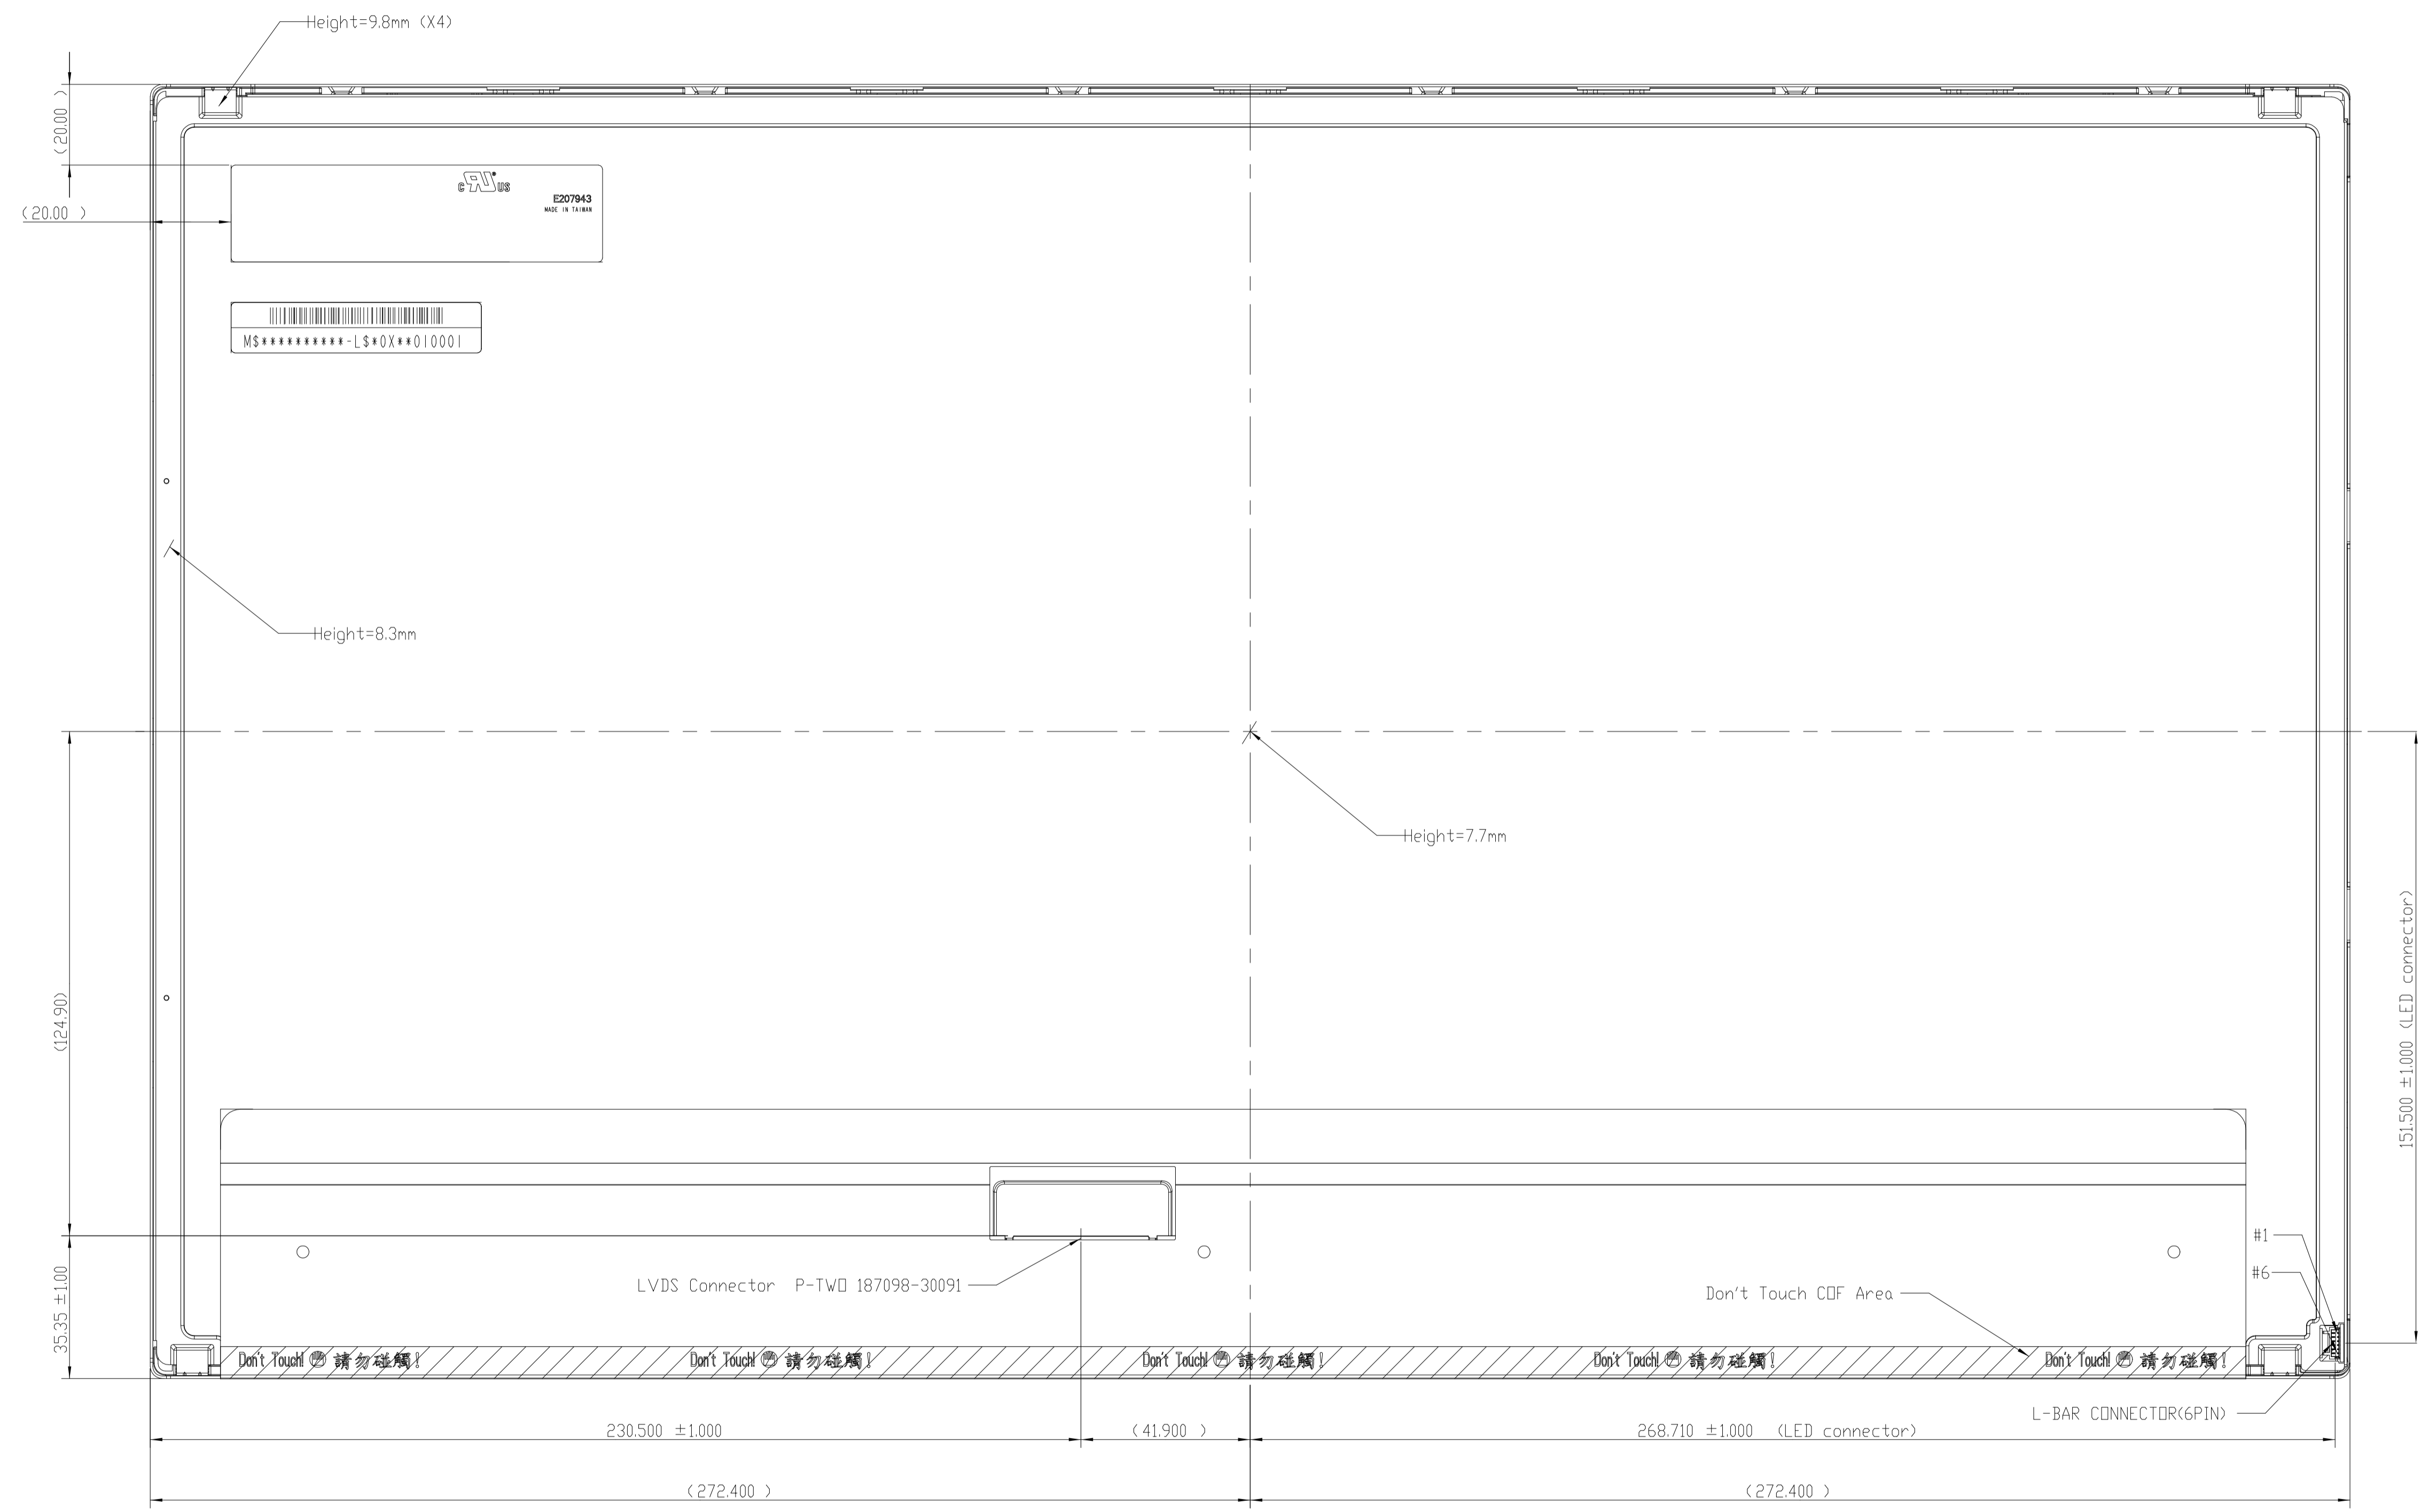 Height=9.8mm (X4)
(20.00 )
(20.00 )
c RU US
E207943
MADE IN TAIWAN
M$**********-L$*0X**010001
Height=8.3mm
Height=7.7mm
(124.90)
151.500 ±1.000 (LED connector)
35.35 ±1.00
#1
#6
LVDS Connector P-TWO 187098-30091
Don't Touch COF Area
Don't Touch! 請勿碰觸!
Don't Touch! 請勿碰觸!
Don't Touch! 請勿碰觸!
Don't Touch! 請勿碰觸!
Don't Touch! 請勿碰觸!
L-BAR CONNECTOR(6PIN)
230.500 ±1.000
(41.900 )
268.710 ±1.000 (LED connector)
(272.400 )
(272.400 )